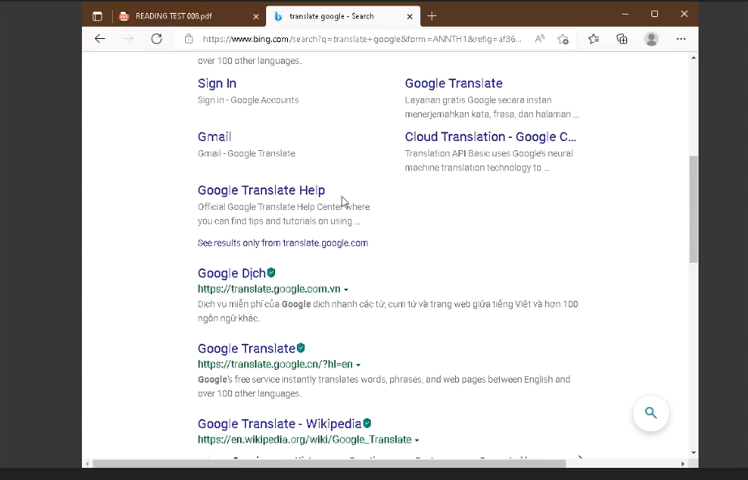 READING TEST 008.pdf
translate google - Search
https://www.bing.com/search?q=translate+google&form=ANNTH1&refig=af36...
over 100 other languages.
Sign In
Sign in - Google Accounts
Google Translate
Layanan gratis Google secara instan
menerjemahkan kata, frasa, dan halaman ...
Gmail
Gmail - Google Translate
Cloud Translation - Google C...
Translation API Basic uses Google's neural
machine translation technology to ...
Google Translate Help
Official Google Translate Help Center where
you can find tips and tutorials on using ...
See results only from translate.google.com
Google Dịch
https://translate.google.com.vn
Dịch vụ miễn phí của Google dịch nhanh các từ, cụm từ và trang web giữa tiếng Việt và hơn 100
ngôn ngữ khác.
Google Translate
https://translate.google.cn/?hl=en
Google's free service instantly translates words, phrases, and web pages between English and
over 100 other languages.
Google Translate - Wikipedia
https://en.wikipedia.org/wiki/Google_Translate